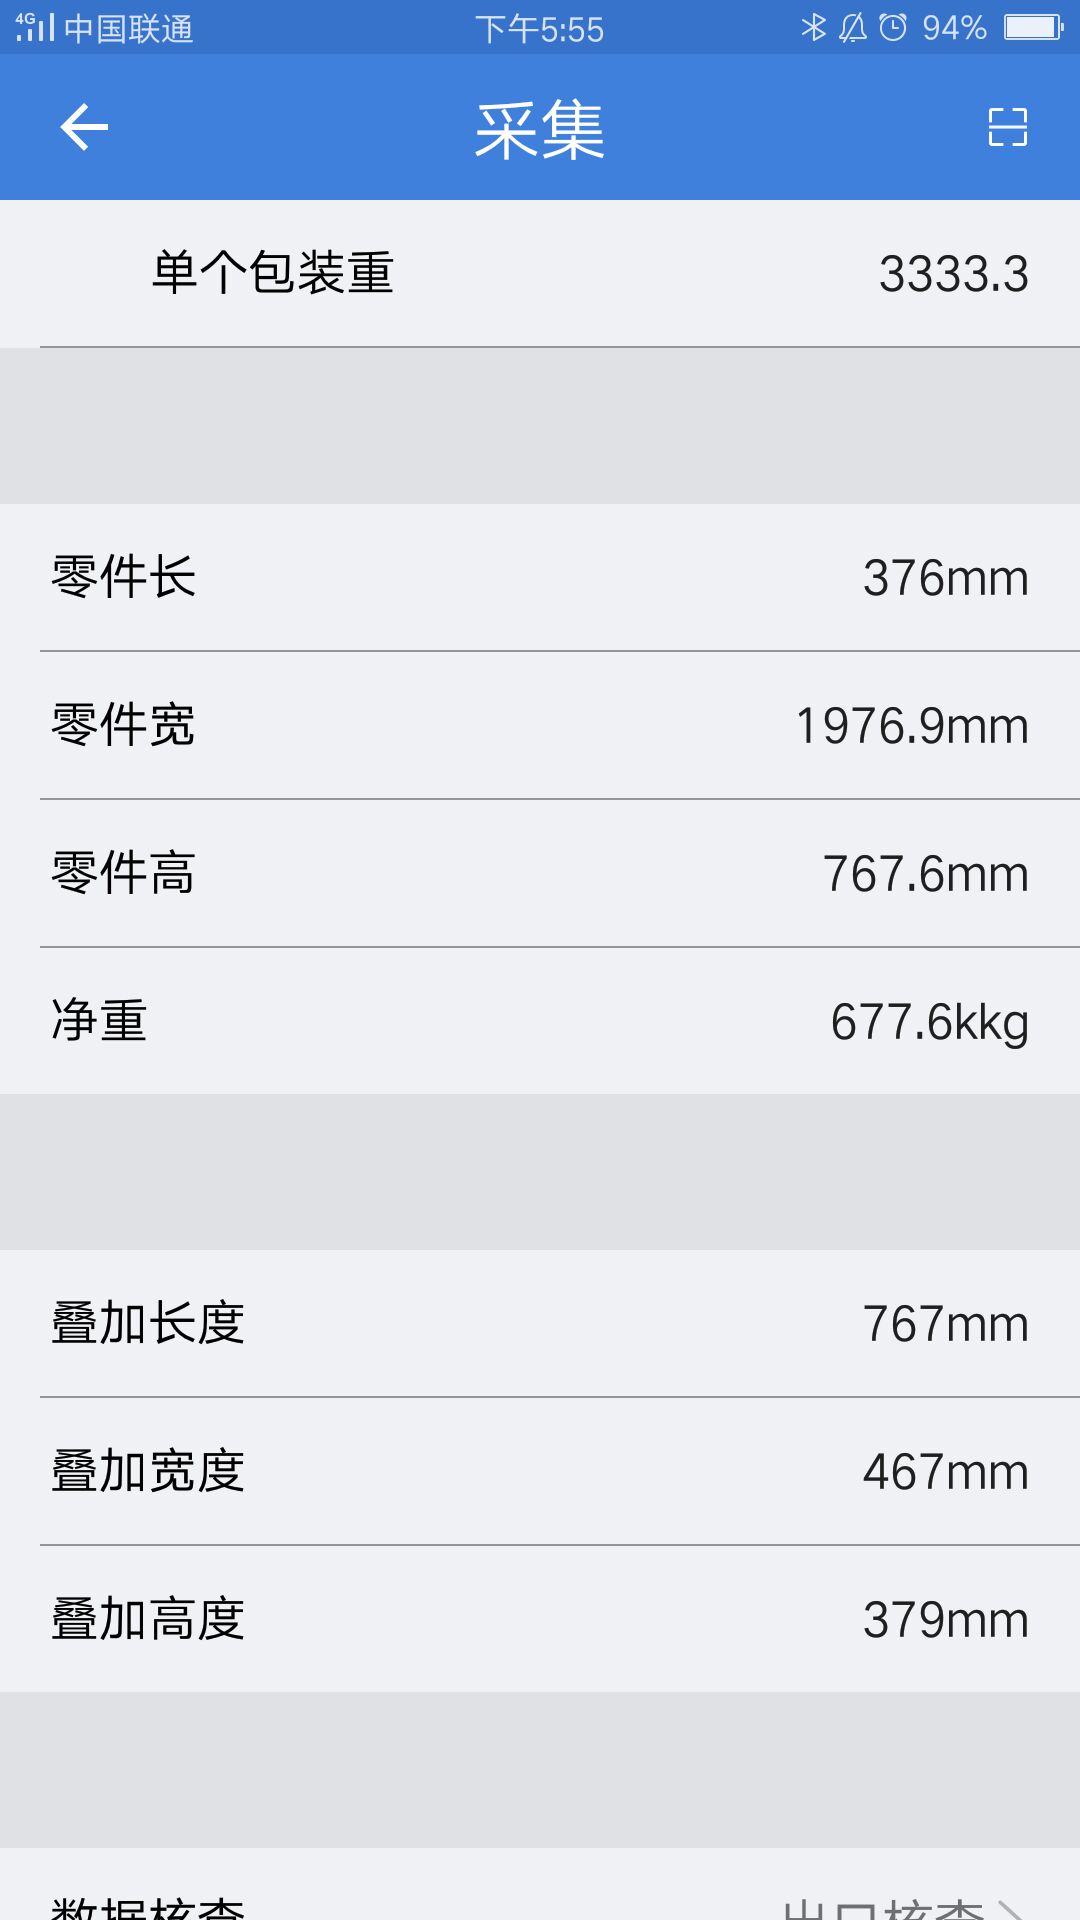 4G 中国联通 下午5:55 94%
采集
单个包装重 3333.3
零件长 376mm
零件宽 1976.9mm
零件高 767.6mm
净重 677.6kkg
叠加长度 767mm
叠加宽度 467mm
叠加高度 379mm
数据核查 出口核查